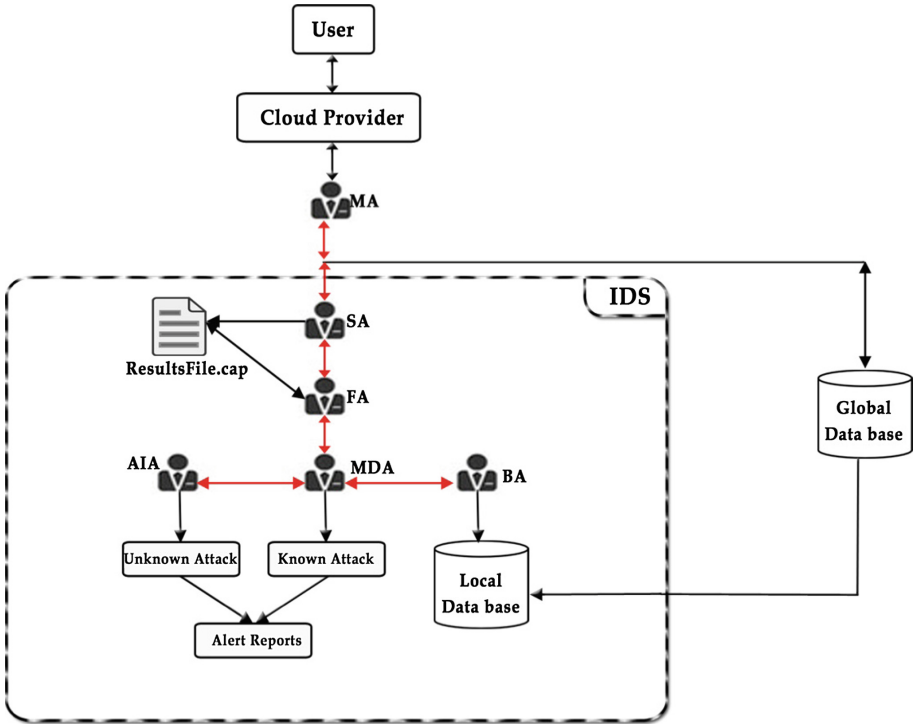 User
Cloud Provider
MA
IDS
SA
ResultsFile.cap
FA
Global
Data base
AIA
MDA
BA
Unknown Attack
Known Attack
Local
Data base
Alert Reports